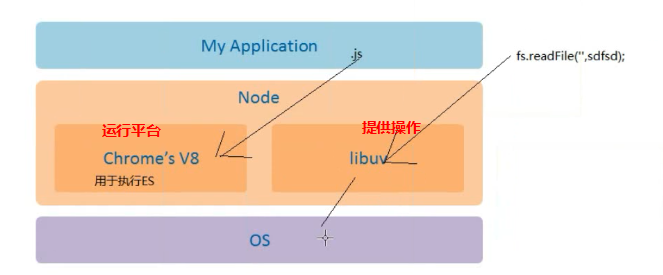 My Application
.js
fs.readFile('',sdfsd);
Node
运行平台
提供操作
Chrome's V8
libuv
用于执行ES
OS